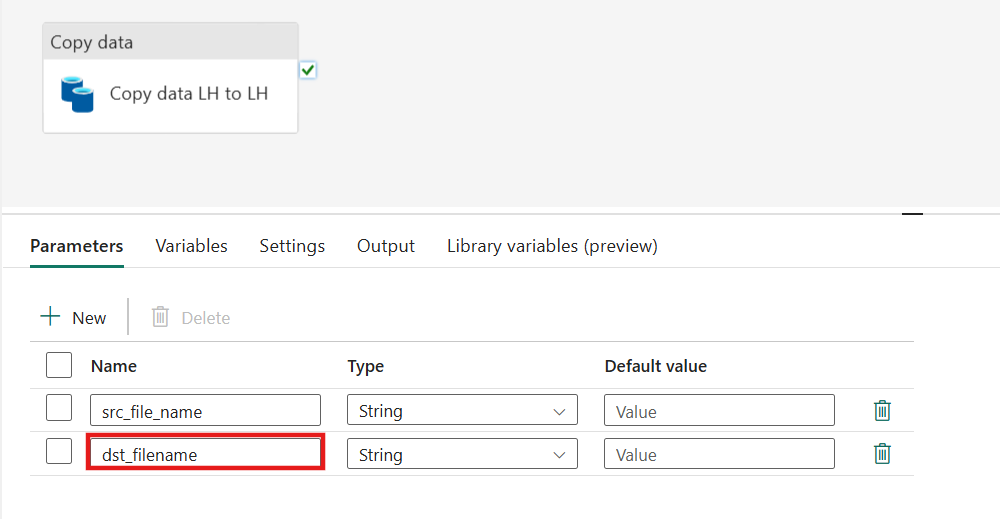 Copy data
Copy data LH to LH
Parameters Variables Settings Output Library variables (preview)
New Delete
Name Type Default value
src_file_name String Value
dst_filename String Value